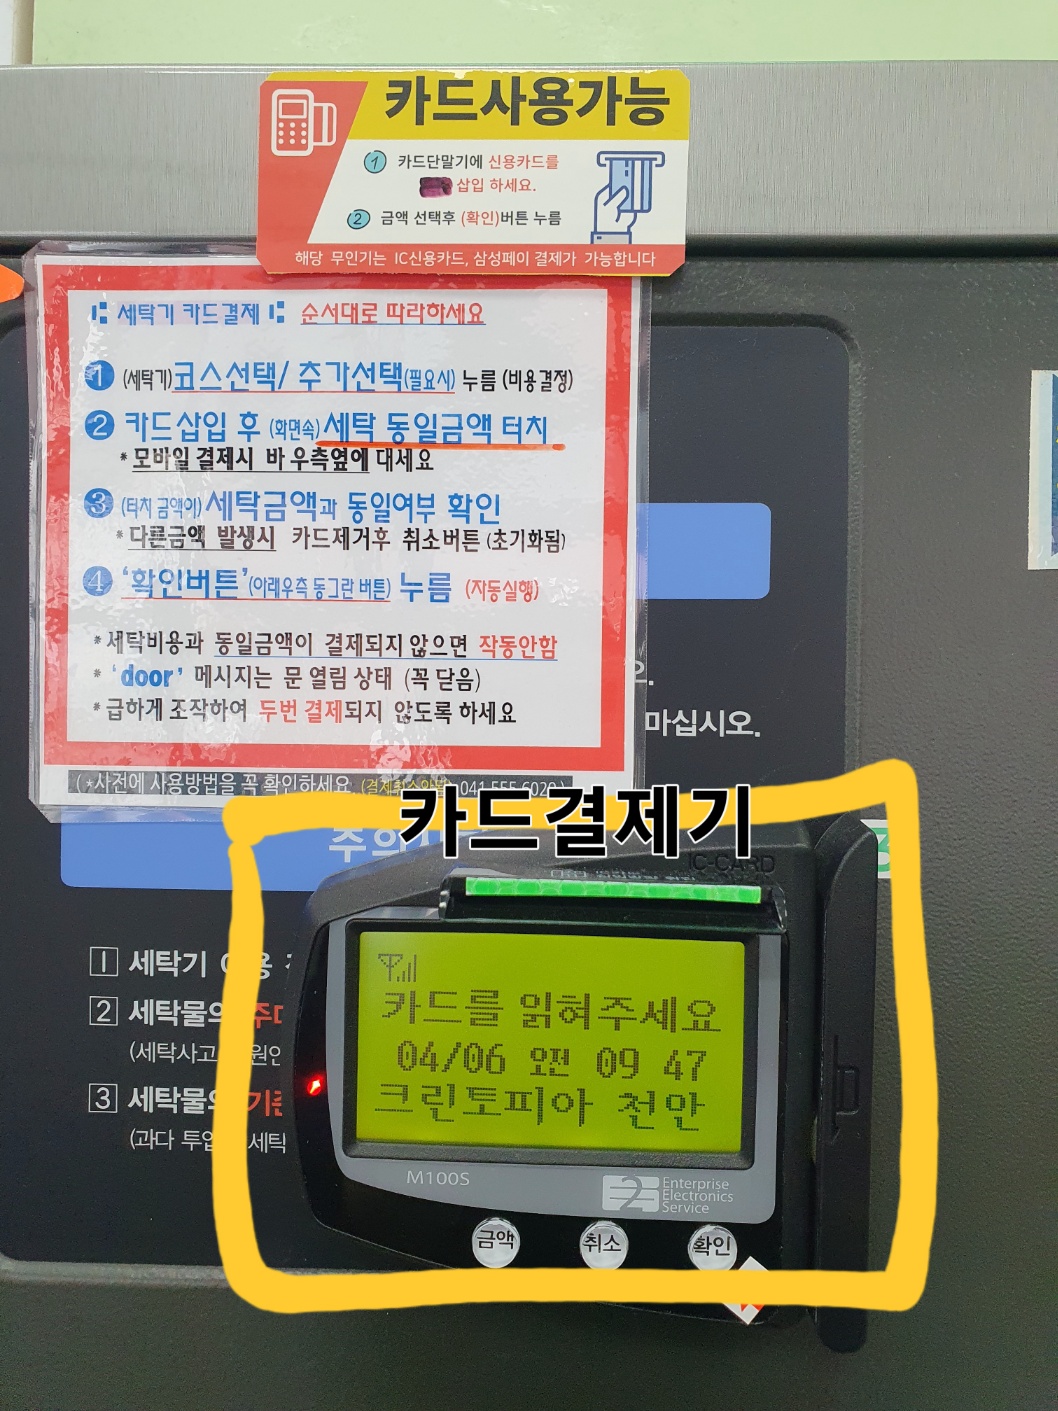 카드사용가능
1 카드단말기에 신용카드를
삽입 하세요.
2 금액 선택후 (확인)버튼 누름
해당 무인기는 IC신용카드, 삼성페이 결제가 가능합니다
세탁기 카드결제 순서대로 따라하세요
1 (세탁기)코스선택/ 추가선택(필요시) 누름 (비용결정)
2 카드삽입 후 (화면속)세탁 동일금액 터치
*모바일 결제시 바 우측옆에 대세요
3 (터치 금액이)세탁금액과 동일여부 확인
*다른금액 발생시 카드제거후 취소버튼 (초기화됨)
4 '확인버튼'(아래우측 동그란 버튼) 누름 (자동실행)
*세탁비용과 동일금액이 결제되지 않으면 작동안함
*'door' 메시지는 문 열림 상태 (꼭 닫음)
*급하게 조작하여 두번 결제되지 않도록 하세요
마십시오.
(*사전에 사용방법을 꼭 확인하세요
카드결제기
주의
IC-CARD
1 세탁기
2 세탁물의
(세탁사고
3 세탁물의
(과다 투입 세탁
카드를 읽혀주세요
04/06 오전 09 47
크린토피아 천안
M100S
Enterprise
Electronics
Service
금액 취소 확인